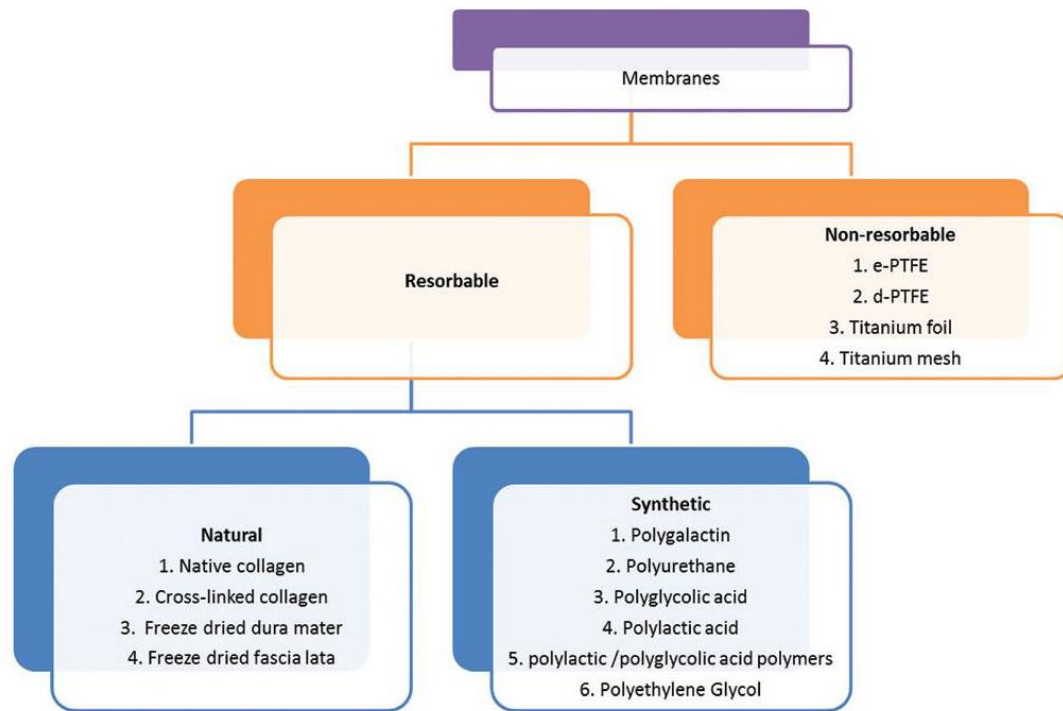 Membranes
Resorbable
Non-resorbable
1. e-PTFE
2. d-PTFE
3. Titanium foil
4. Titanium mesh
Natural
1. Native collagen
2. Cross-linked collagen
3. Freeze dried dura mater
4. Freeze dried fascia lata
Synthetic
1. Polygalactin
2. Polyurethane
3. Polyglycolic acid
4. Polylactic acid
5. polylactic /polyglycolic acid polymers
6. Polyethylene Glycol